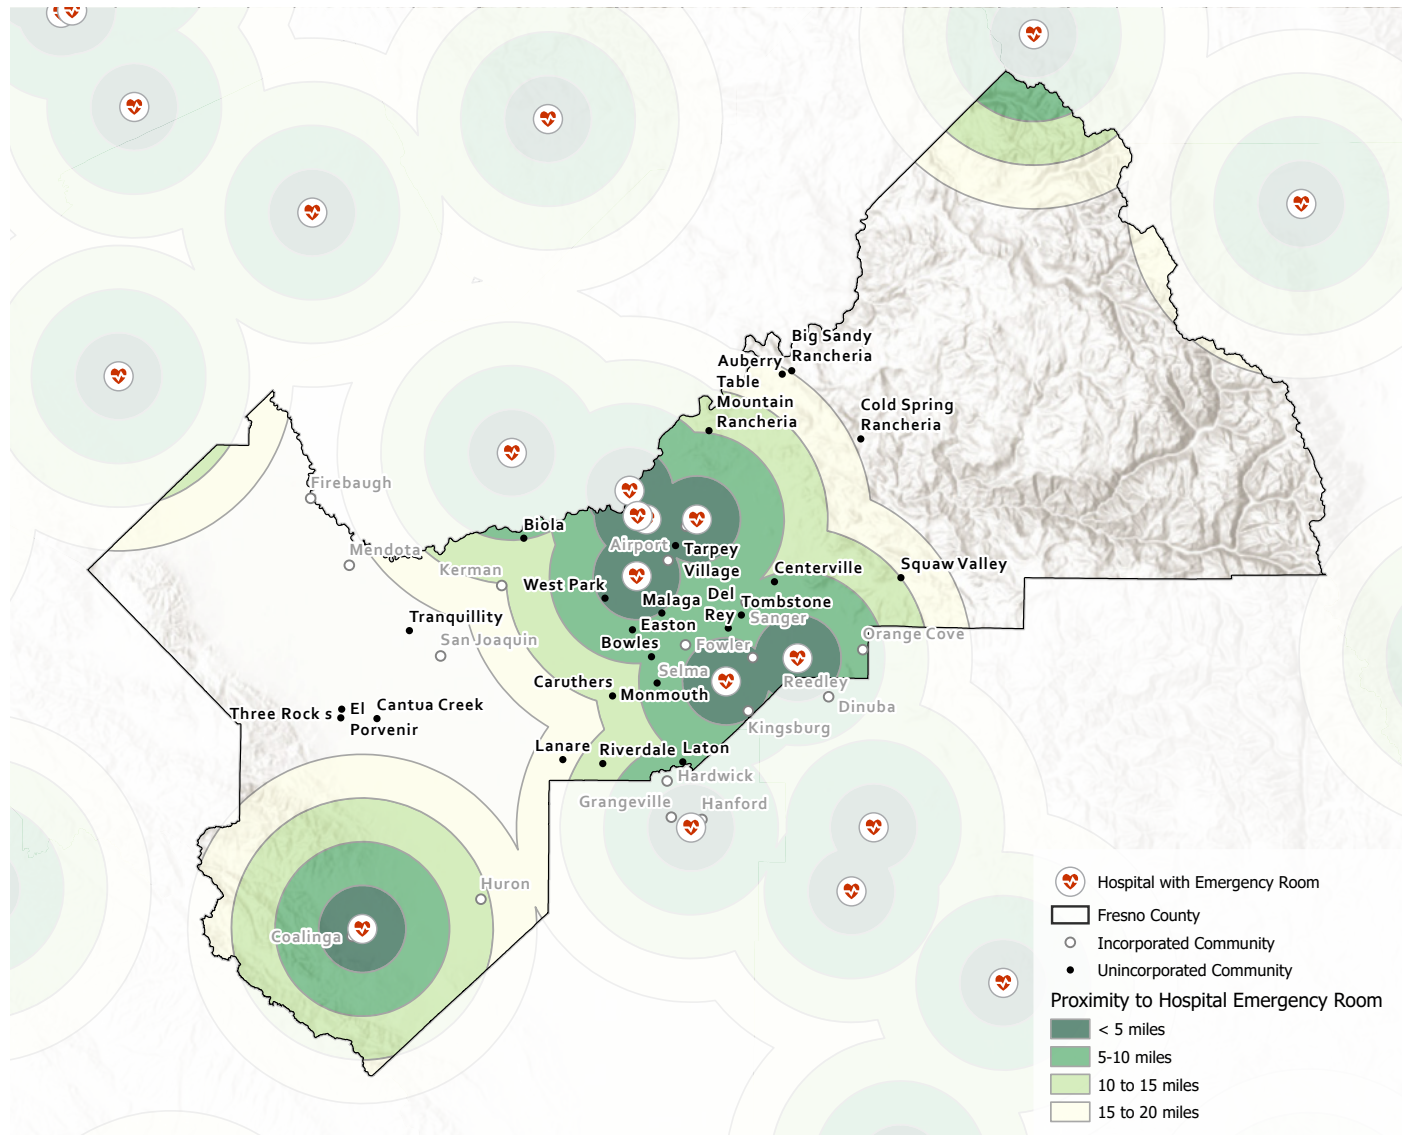 Big Sandy
Rancheria
Auberry
Table
Mountain
Rancheria
Cold Spring
Rancheria
Firebaugh
Biola
Airport
Tarpey
Village
Mendota
Kerman
Centerville
Squaw Valley
West Park
Malaga
Del
Rey
Tombstone
Sanger
Tranquillity
Easton
San Joaquin
Bowles
Fowler
Orange Cove
Selma
Caruthers
Monmouth
Reedley
Dinuba
Three Rock s
El
Porvenir
Cantua Creek
Kingsburg
Lanare
Riverdale
Laton
Hardwick
Grangeville
Hanford
Huron
Coalinga
Hospital with Emergency Room
Fresno County
Incorporated Community
Unincorporated Community
Proximity to Hospital Emergency Room
< 5 miles
5-10 miles
10 to 15 miles
15 to 20 miles